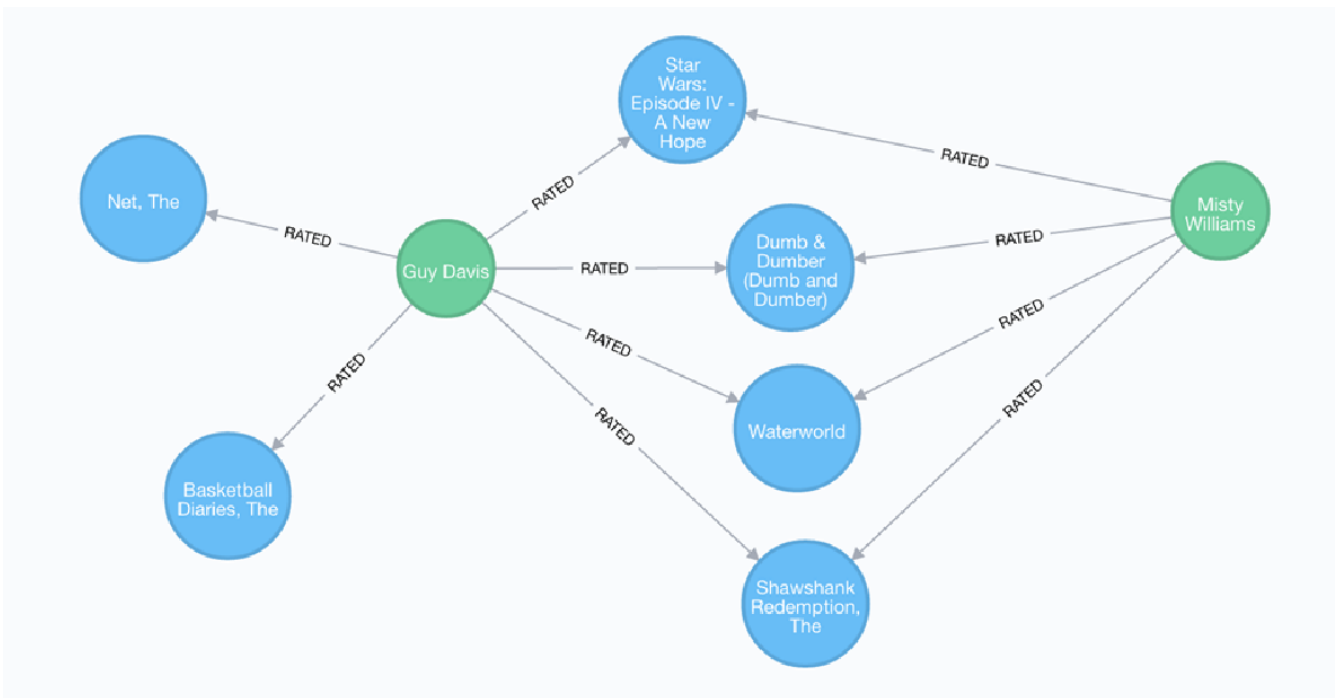 Star
Wars:
Episode IV -
A New
Hope
RATED
Misty
Williams
Net, The
RATED
RATED
Guy Davis
RATED
Dumb &
Dumber
(Dumb and
Dumber)
RATED
RATED
RATED
RATED
Waterworld
RATED
RATED
Basketball
Diaries, The
RATED
Shawshank
Redemption,
The